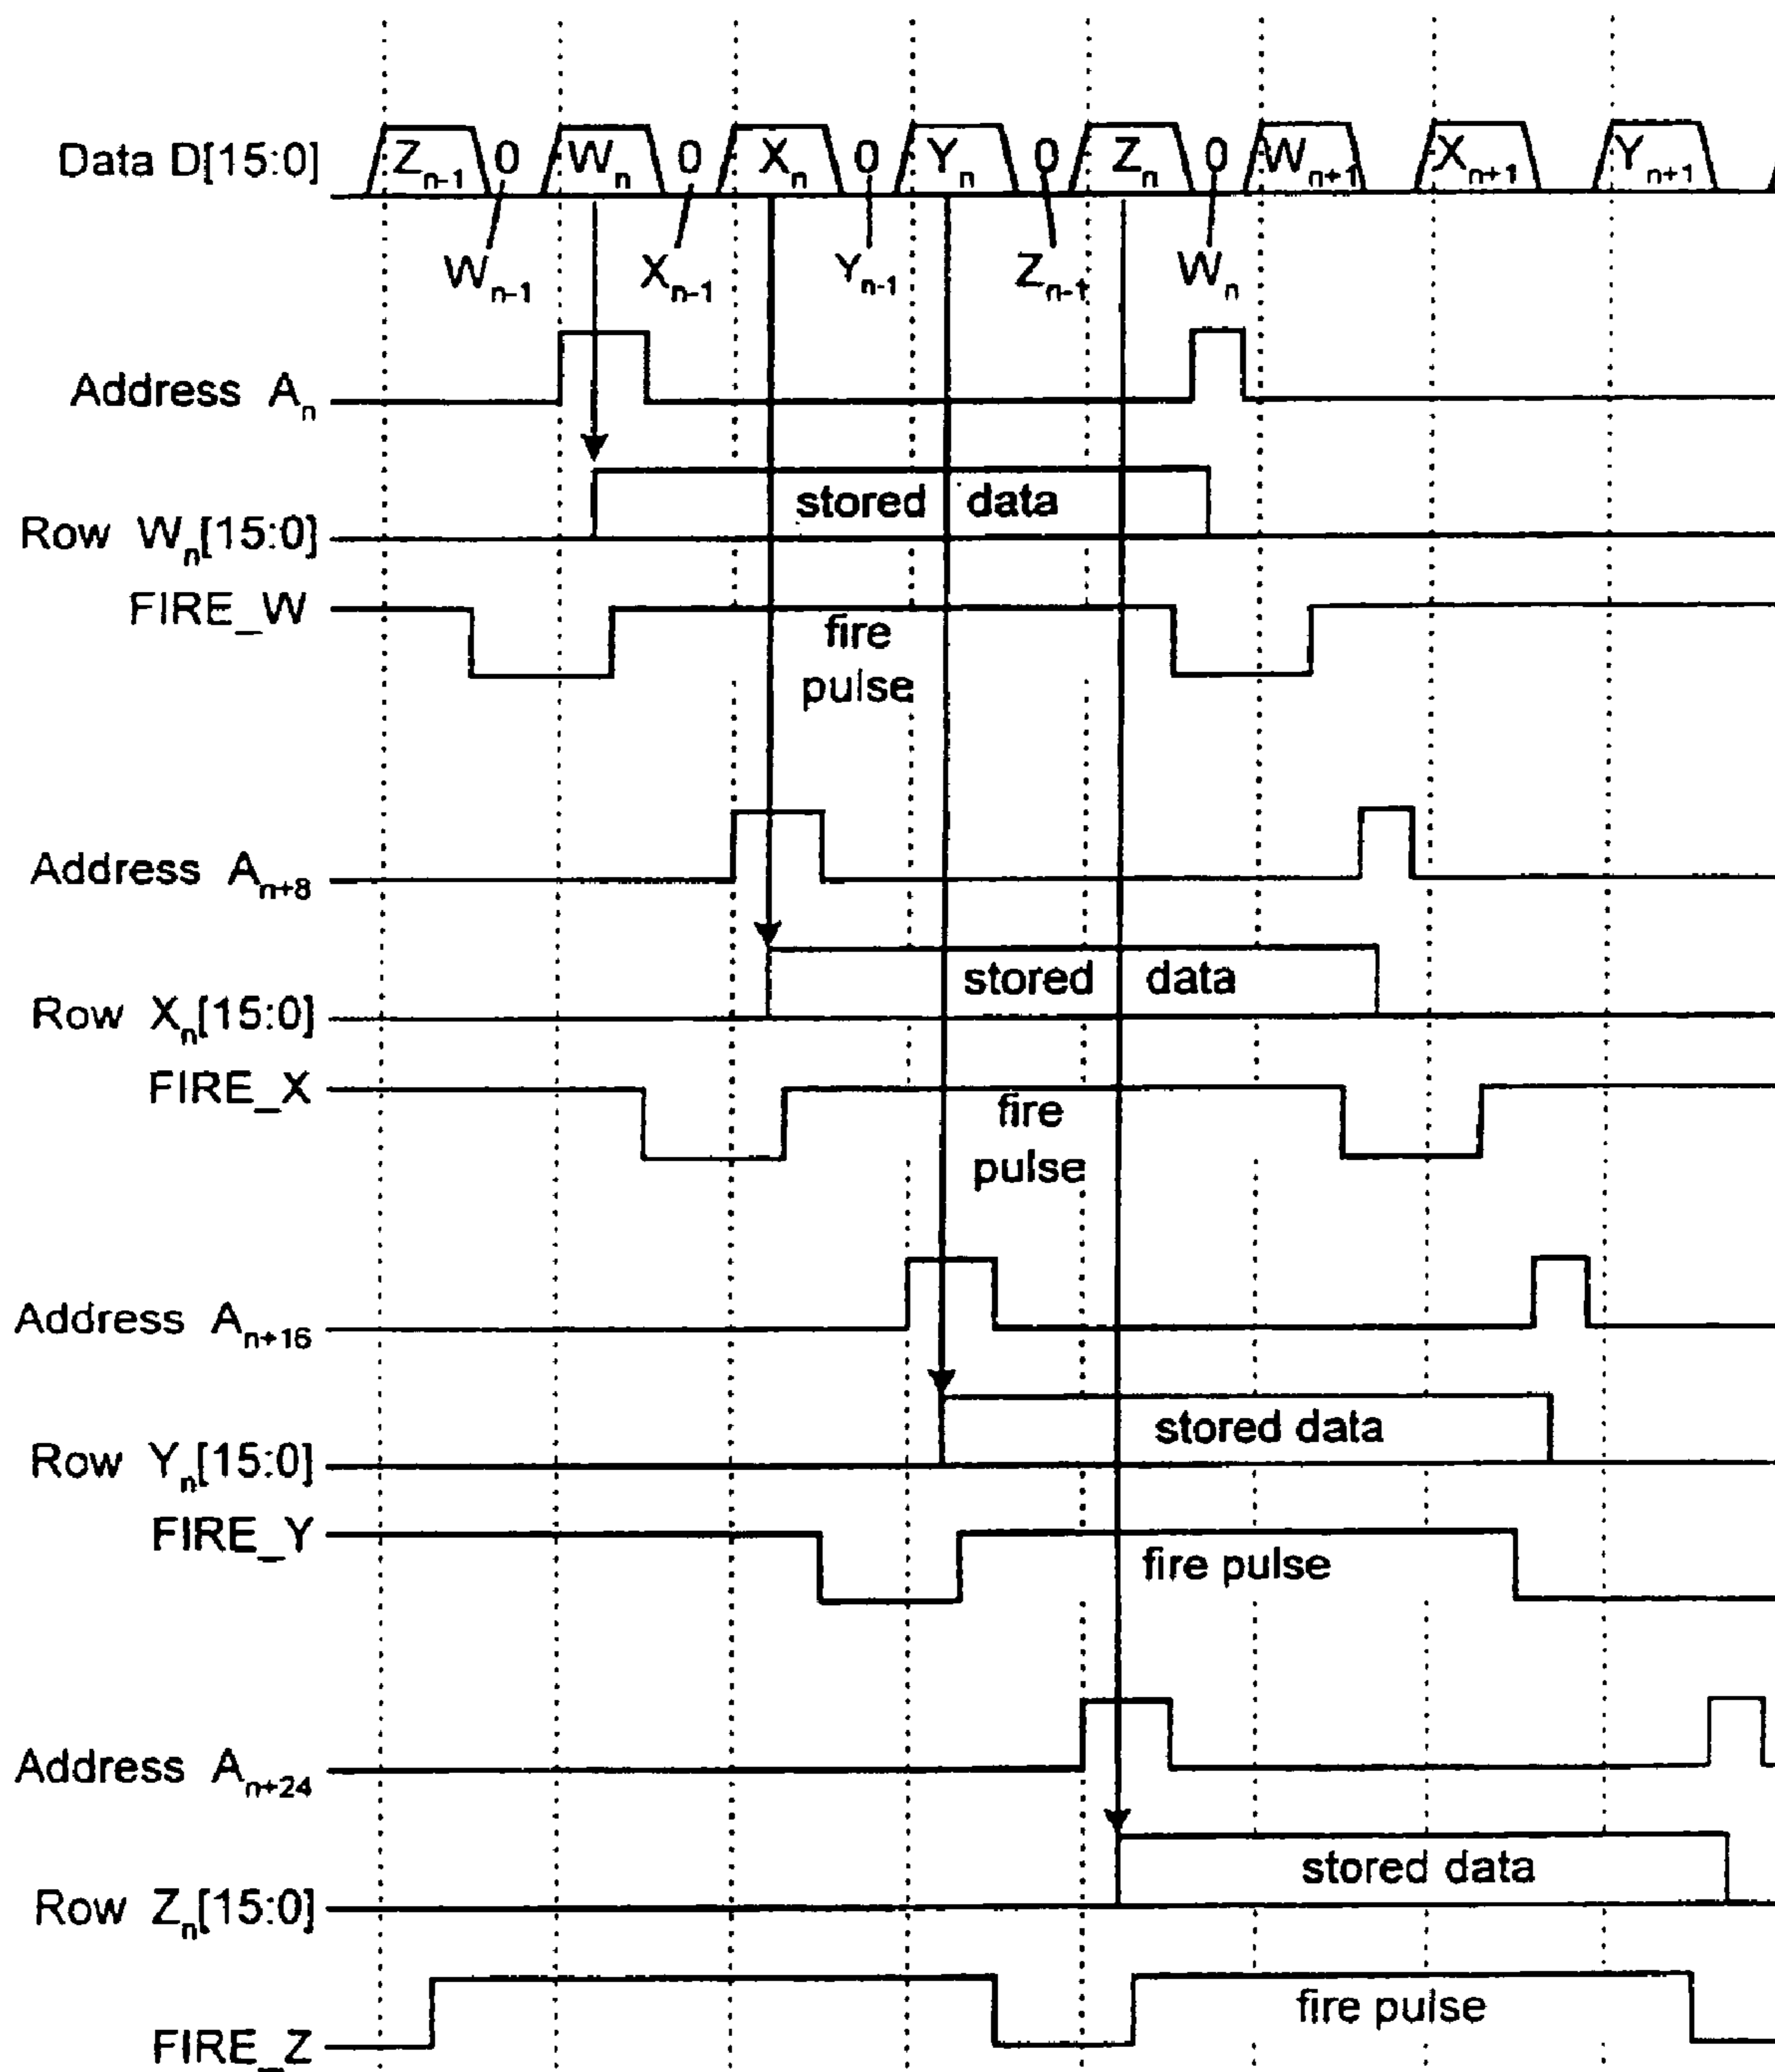 Data D[15:0] Zn-1 0 Wn 0 Xn 0 Yn 0 Zn 0 Wn+1 Xn+1 Yn+1
Wn-1 Xn-1 Yn-1 Zn-1 Wn
Address An
stored data
Row Wn[15:0]
FIRE_W
fire
pulse
Address An+8
stored data
Row Xn[15:0]
FIRE_X
fire
pulse
Address An+16
stored data
Row Yn[15:0]
FIRE_Y
fire pulse
Address An+24
stored data
Row Zn[15:0]
fire pulse
FIRE_Z